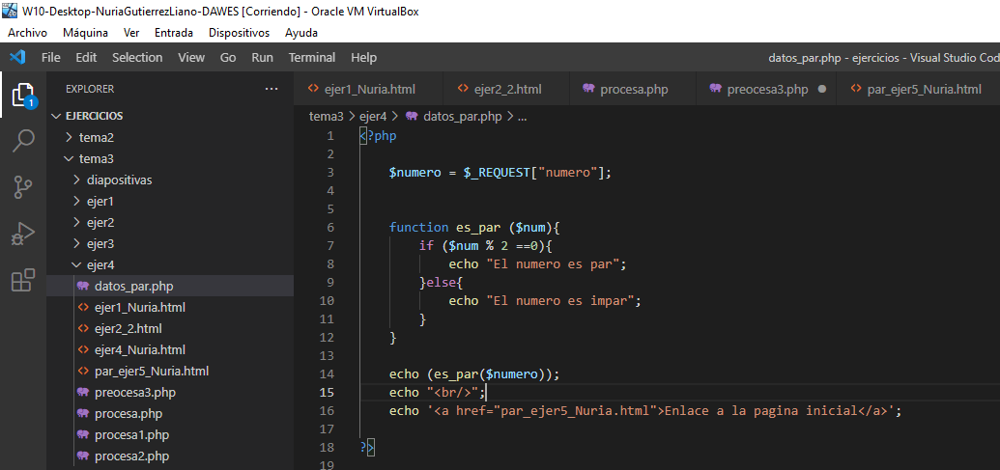 W10-Desktop-NuriaGutierrezLiano-DAWES [Corriendo] - Oracle VM VirtualBox
Archivo Máquina Ver Entrada Dispositivos Ayuda
File Edit Selection View Go Run Terminal Help datos_par.php - ejercicios - Visual Studio Cod
EXPLORER ··· <> ejer1_Nuria.html <> ejer2_2.html procesa.php preocesa3.php ● <> par_ejer5_Nuria.html
1
EJERCICIOS
tema2
tema3
diapositivas
ejer1
ejer2
ejer3
ejer4
datos_par.php
<> ejer1_Nuria.html
<> ejer2_2.html
<> ejer4_Nuria.html
<> par_ejer5_Nuria.html
preocesa3.php
procesa.php
procesa1.php
procesa2.php
tema3 > ejer4 > datos_par.php > ...
1 <?php
2
3 $numero = $_REQUEST["numero"];
4
5
6 function es_par ($num){
7 if ($num % 2 ==0){
8 echo "El numero es par";
9 }else{
10 echo "El numero es impar";
11 }
12 }
13
14 echo (es_par($numero));
15 echo "<br/>";
16 echo '<a href="par_ejer5_Nuria.html">Enlace a la pagina inicial</a>';
17
18 ?>
19